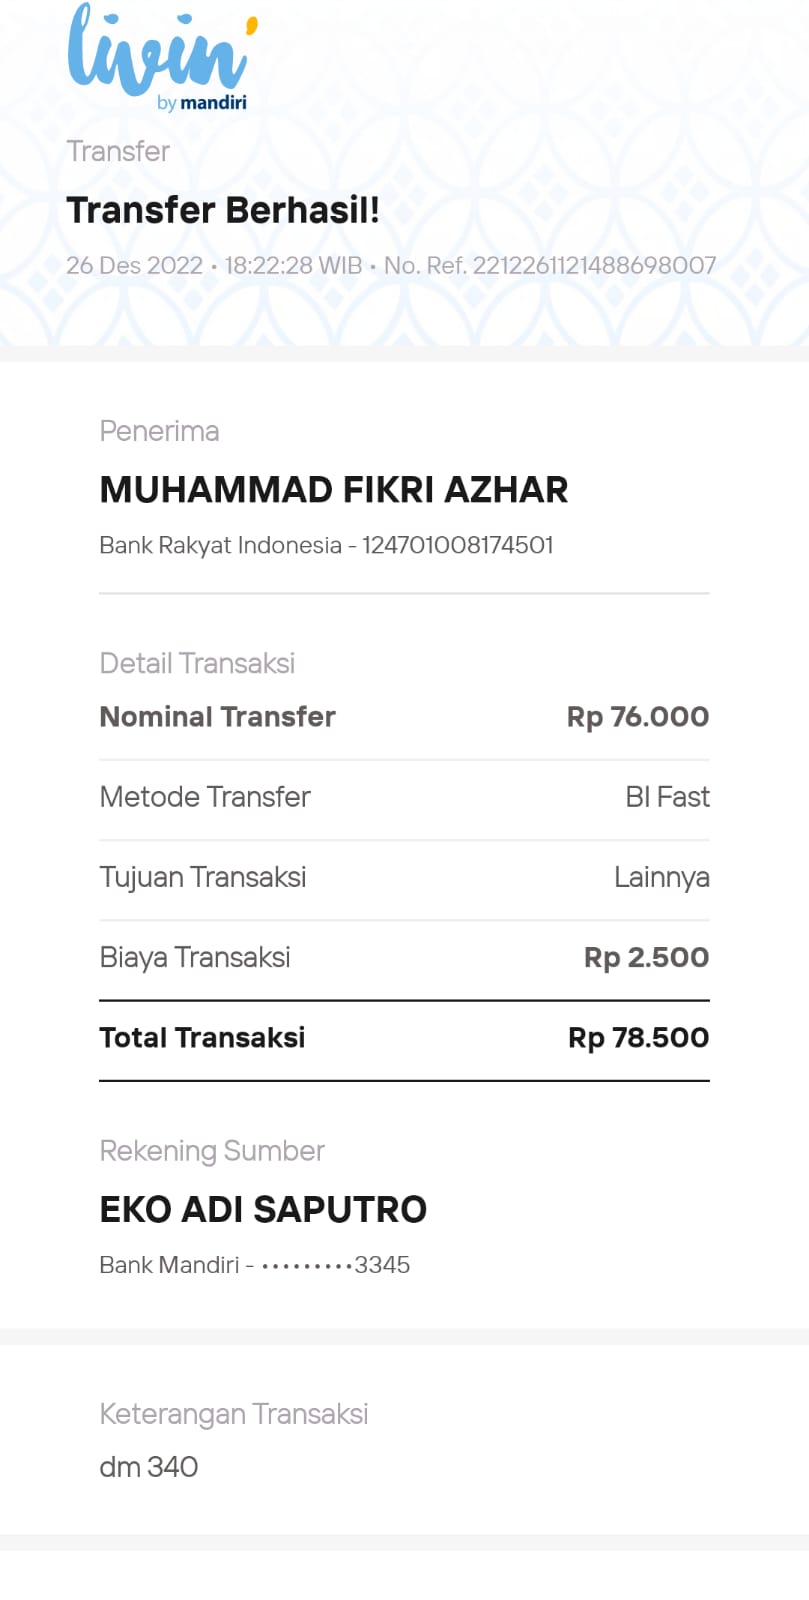 livin'
by mandiri
Transfer
Transfer Berhasil!
26 Des 2022 • 18:22:28 WIB • No. Ref. 2212261121488698007
Penerima
MUHAMMAD FIKRI AZHAR
Bank Rakyat Indonesia - 124701008174501
Detail Transaksi
Nominal Transfer Rp 76.000
Metode Transfer BI Fast
Tujuan Transaksi Lainnya
Biaya Transaksi Rp 2.500
Total Transaksi Rp 78.500
Rekening Sumber
EKO ADI SAPUTRO
Bank Mandiri - •••••••••3345
Keterangan Transaksi
dm 340